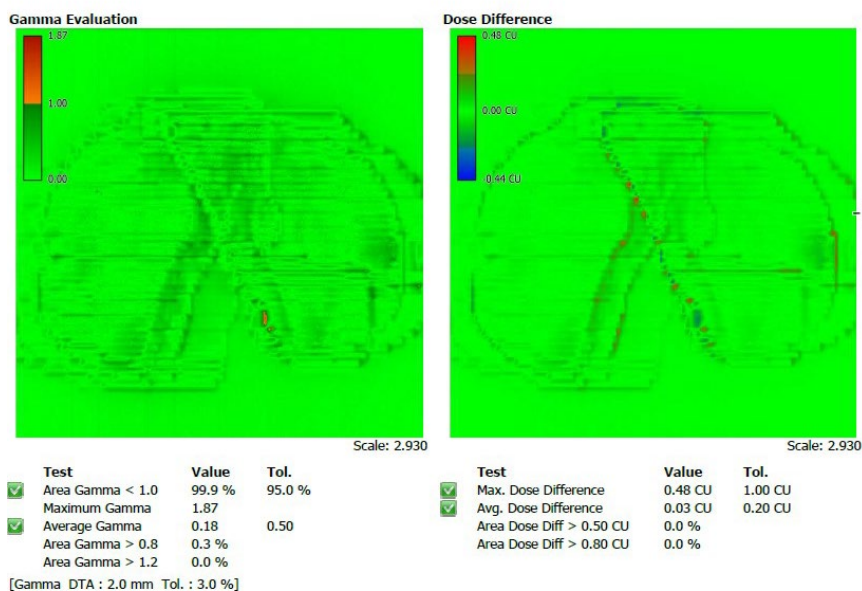 Gamma Evaluation
1.87
1.00
0.00
Scale: 2.930
Test Value Tol.
Area Gamma < 1.0 99.9 % 95.0 %
Maximum Gamma 1.87
Average Gamma 0.18 0.50
Area Gamma > 0.8 0.3 %
Area Gamma > 1.2 0.0 %
[Gamma DTA : 2.0 mm Tol. : 3.0 %]
Dose Difference
0.48 CU
0.00 CU
-0.44 CU
Scale: 2.930
Test Value Tol.
Max. Dose Difference 0.48 CU 1.00 CU
Avg. Dose Difference 0.03 CU 0.20 CU
Area Dose Diff > 0.50 CU 0.0 %
Area Dose Diff > 0.80 CU 0.0 %